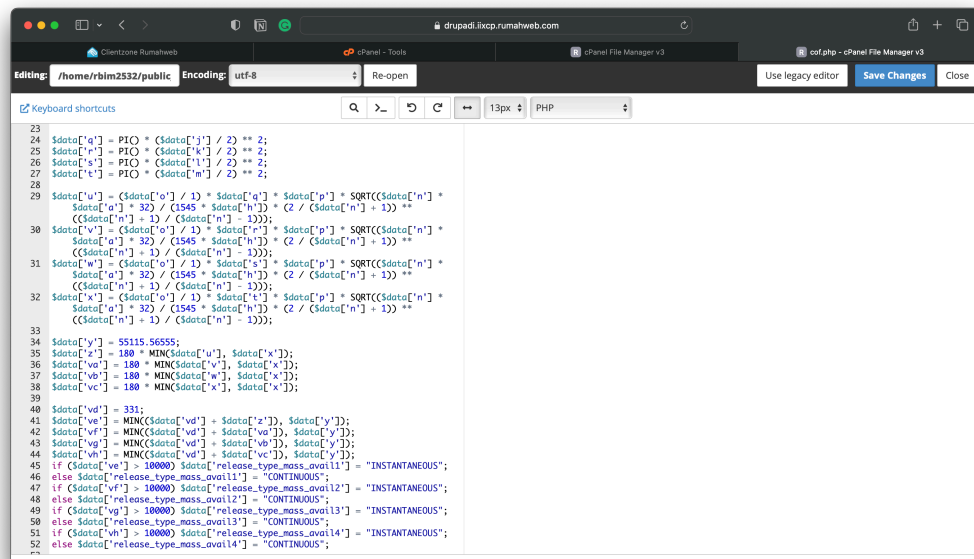 drupadi.iixcp.rumahweb.com
Clientzone Rumahweb
cPanel - Tools
cPanel File Manager v3
cof.php - cPanel File Manager v3
Editing: /home/rbim2532/public Encoding: utf-8 Re-open Use legacy editor Save Changes Close
Keyboard shortcuts 13px PHP
23
24 $data['q'] = PI() * ($data['j'] / 2) ** 2;
25 $data['r'] = PI() * ($data['k'] / 2) ** 2;
26 $data['s'] = PI() * ($data['l'] / 2) ** 2;
27 $data['t'] = PI() * ($data['m'] / 2) ** 2;
28
29 $data['u'] = ($data['o'] / 1) * $data['q'] * $data['p'] * SQRT(($data['n'] *
$data['a'] * 32) / (1545 * $data['h']) * (2 / ($data['n'] + 1)) **
(($data['n'] + 1) / ($data['n'] - 1)));
30 $data['v'] = ($data['o'] / 1) * $data['r'] * $data['p'] * SQRT(($data['n'] *
$data['a'] * 32) / (1545 * $data['h']) * (2 / ($data['n'] + 1)) **
(($data['n'] + 1) / ($data['n'] - 1)));
31 $data['w'] = ($data['o'] / 1) * $data['s'] * $data['p'] * SQRT(($data['n'] *
$data['a'] * 32) / (1545 * $data['h']) * (2 / ($data['n'] + 1)) **
(($data['n'] + 1) / ($data['n'] - 1)));
32 $data['x'] = ($data['o'] / 1) * $data['t'] * $data['p'] * SQRT(($data['n'] *
$data['a'] * 32) / (1545 * $data['h']) * (2 / ($data['n'] + 1)) **
(($data['n'] + 1) / ($data['n'] - 1)));
33
34 $data['y'] = 55115.56555;
35 $data['z'] = 180 * MIN($data['u'], $data['x']);
36 $data['va'] = 180 * MIN($data['v'], $data['x']);
37 $data['vb'] = 180 * MIN($data['w'], $data['x']);
38 $data['vc'] = 180 * MIN($data['x'], $data['x']);
39
40 $data['vd'] = 331;
41 $data['ve'] = MIN(($data['vd'] + $data['z']), $data['y']);
42 $data['vf'] = MIN(($data['vd'] + $data['va']), $data['y']);
43 $data['vg'] = MIN(($data['vd'] + $data['vb']), $data['y']);
44 $data['vh'] = MIN(($data['vd'] + $data['vc']), $data['y']);
45 if ($data['ve'] > 10000) $data['release_type_mass_avail1'] = "INSTANTANEOUS";
46 else $data['release_type_mass_avail1'] = "CONTINUOUS";
47 if ($data['vf'] > 10000) $data['release_type_mass_avail2'] = "INSTANTANEOUS";
48 else $data['release_type_mass_avail2'] = "CONTINUOUS";
49 if ($data['vg'] > 10000) $data['release_type_mass_avail3'] = "INSTANTANEOUS";
50 else $data['release_type_mass_avail3'] = "CONTINUOUS";
51 if ($data['vh'] > 10000) $data['release_type_mass_avail4'] = "INSTANTANEOUS";
52 else $data['release_type_mass_avail4'] = "CONTINUOUS";